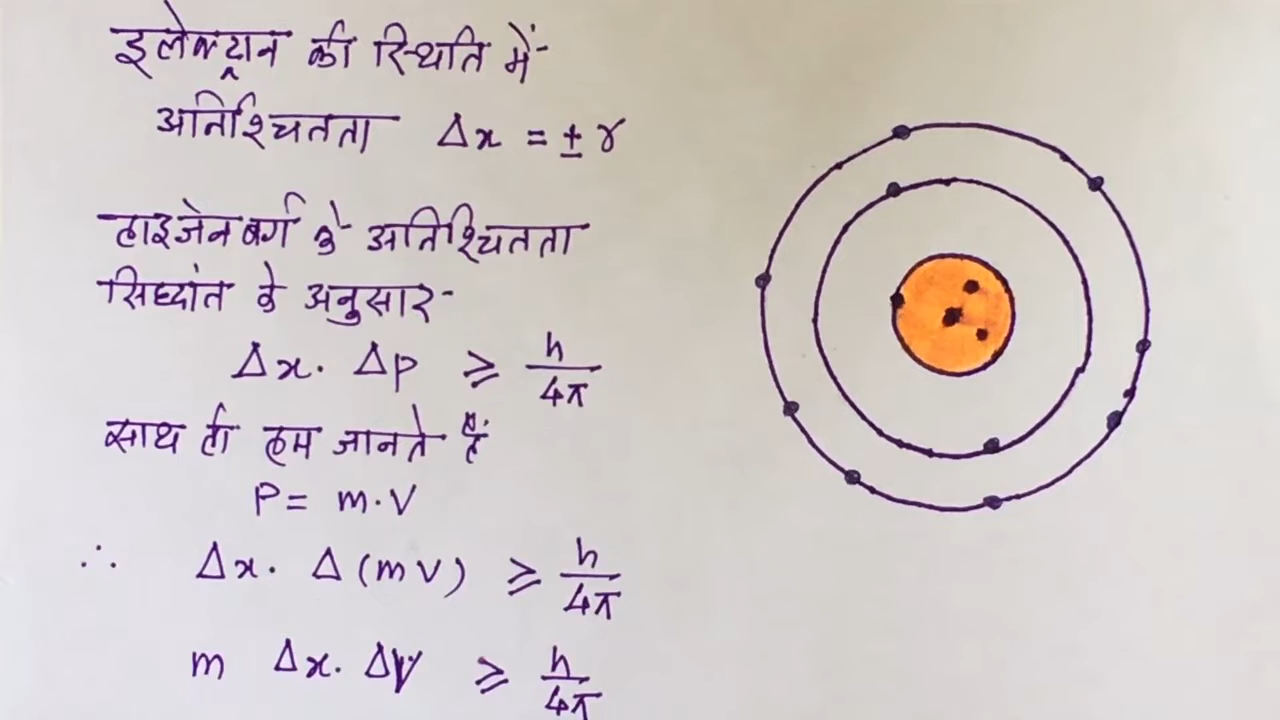 इलेक्ट्रान की स्थिति में-
अनिश्चितता Δx = ± r
हाइजेनबर्ग के अनिश्चितता
सिध्दांत के अनुसार-
Δx. Δp ≥ h/4π
साथ ही हम जानते हैं
P = m.V
∴ Δx. Δ(mV) ≥ h/4π
m Δx. ΔV ≥ h/4π